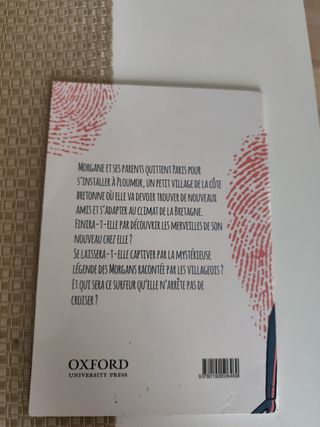 Morgane et ses parents quittent Paris pour
s'installer à Ploumor, un petit village de la côte
bretonne où elle va devoir trouver de nouveaux
amis et s'adapter au climat de la Bretagne.
Finira-t-elle par découvrir les merveilles de son
nouveau chez elle ?
Se laissera-t-elle captiver par la mystérieuse
légende des Morgans racontée par les villageois ?
Et qui sera ce surfeur qu'elle n'arrête pas de
croiser ?
OXFORD
UNIVERSITY PRESS